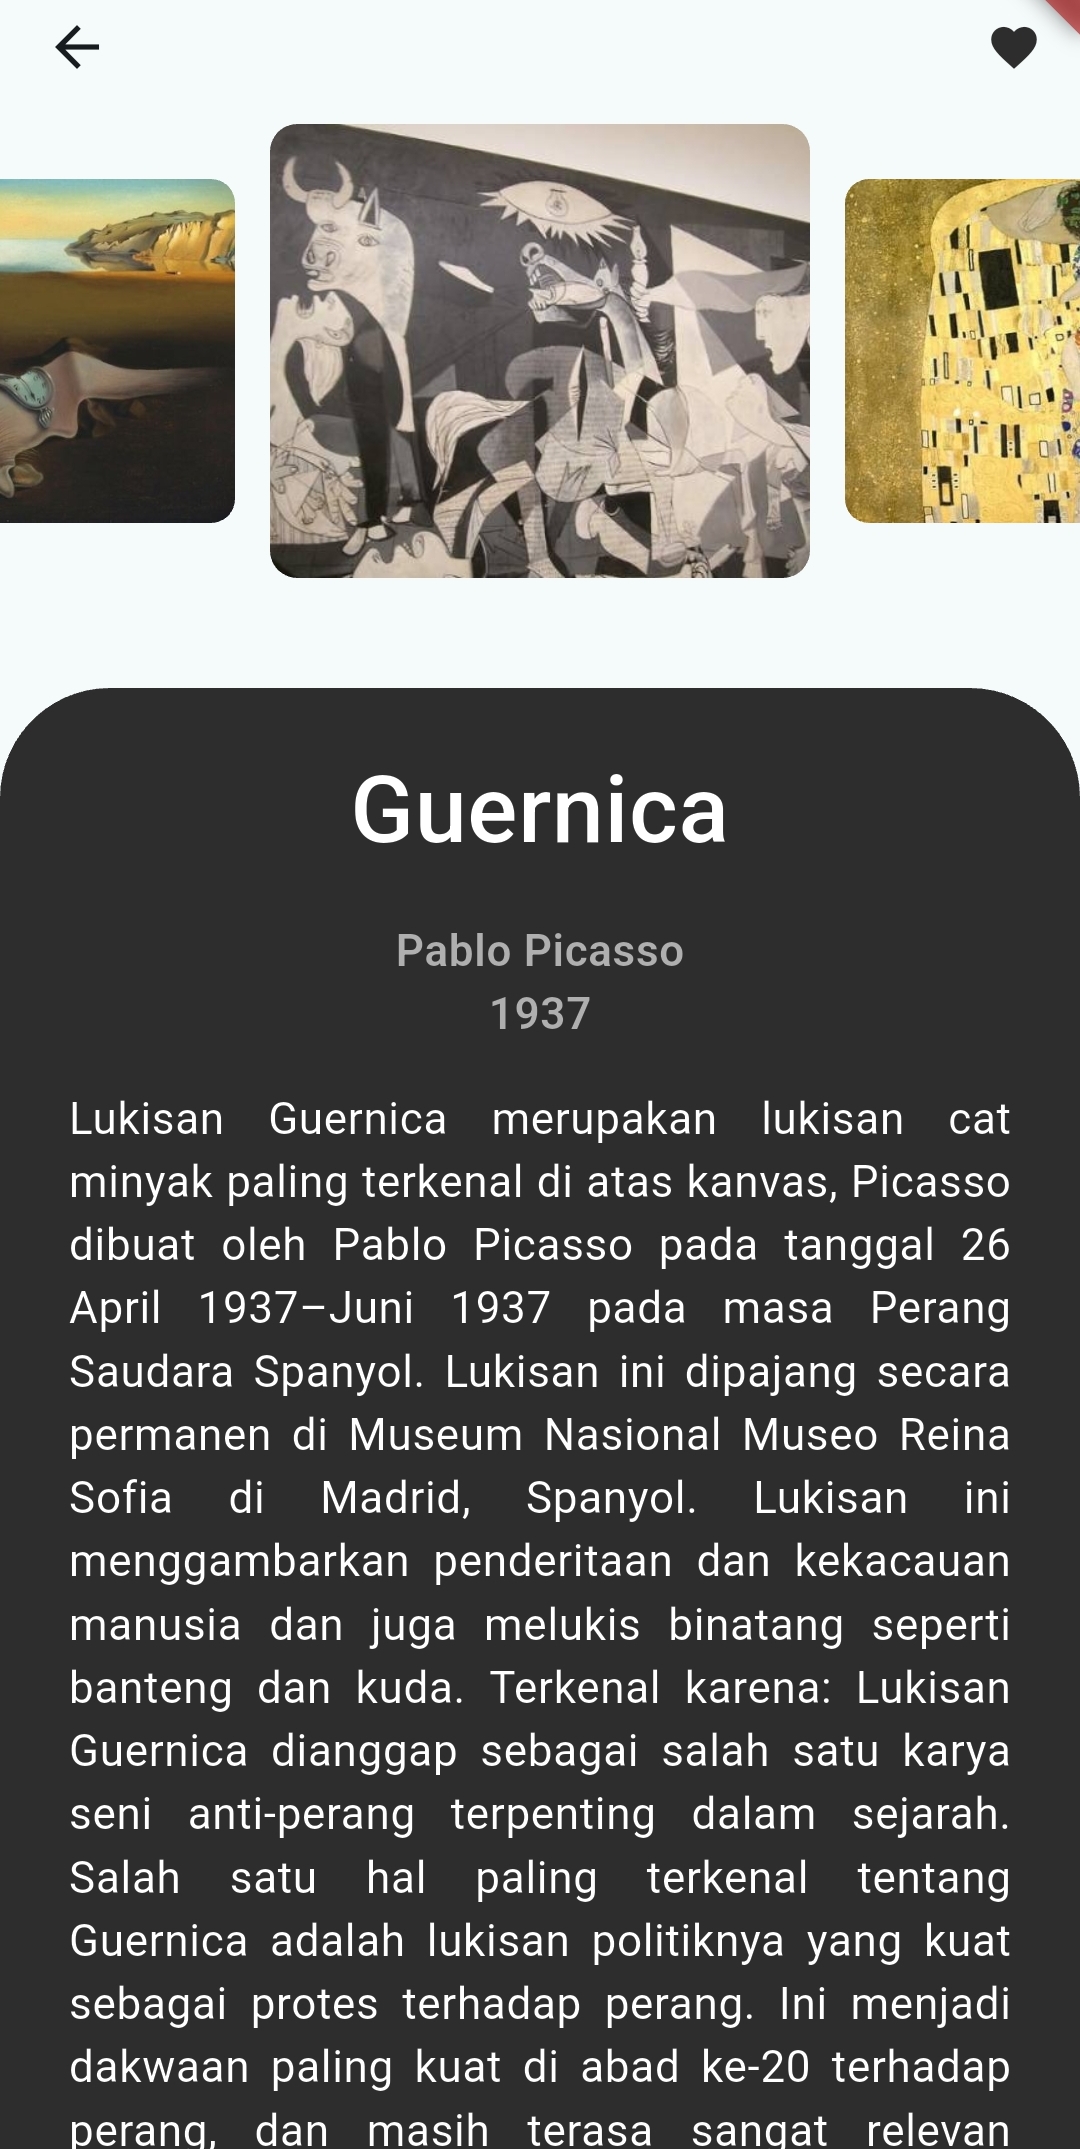 Guernica
Pablo Picasso
1937
Lukisan Guernica merupakan lukisan cat
minyak paling terkenal di atas kanvas, Picasso
dibuat oleh Pablo Picasso pada tanggal 26
April 1937–Juni 1937 pada masa Perang
Saudara Spanyol. Lukisan ini dipajang secara
permanen di Museum Nasional Museo Reina
Sofia di Madrid, Spanyol. Lukisan ini
menggambarkan penderitaan dan kekacauan
manusia dan juga melukis binatang seperti
banteng dan kuda. Terkenal karena: Lukisan
Guernica dianggap sebagai salah satu karya
seni anti-perang terpenting dalam sejarah.
Salah satu hal paling terkenal tentang
Guernica adalah lukisan politiknya yang kuat
sebagai protes terhadap perang. Ini menjadi
dakwaan paling kuat di abad ke-20 terhadap
perang, dan masih terasa sangat relevan